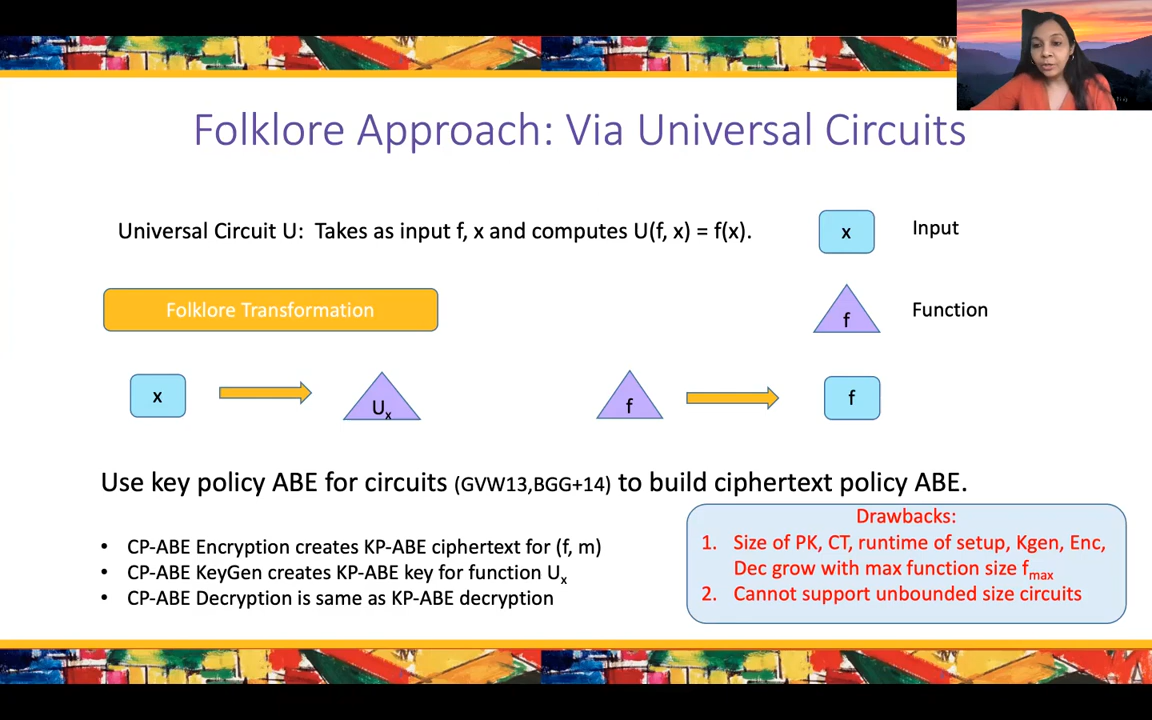 Folklore Approach: Via Universal Circuits
Universal Circuit U: Takes as input f, x and computes U(f, x) = f(x).
x
Input
Folklore Transformation
f
Function
x
Uₓ
f
f
Use key policy ABE for circuits (GVW13,BGG+14) to build ciphertext policy ABE.
• CP-ABE Encryption creates KP-ABE ciphertext for (f, m)
• CP-ABE KeyGen creates KP-ABE key for function Uₓ
• CP-ABE Decryption is same as KP-ABE decryption
Drawbacks:
1. Size of PK, CT, runtime of setup, Kgen, Enc,
Dec grow with max function size fmax
2. Cannot support unbounded size circuits